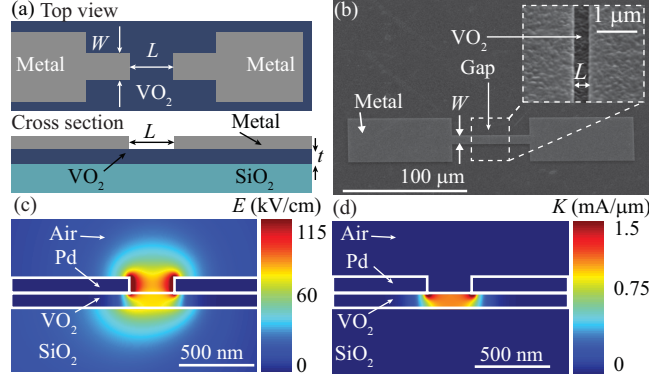 (a) Top view
W
L
Metal
Metal
VO₂
Cross section
L
Metal
t
VO₂
SiO₂
(b)
1 μm
VO₂
L
Gap
Metal
W
100 μm
(c)
E (kV/cm)
Air
115
Pd
60
VO₂
SiO₂
500 nm
0
(d)
K (mA/μm)
Air
1.5
Pd
0.75
VO₂
SiO₂
500 nm
0